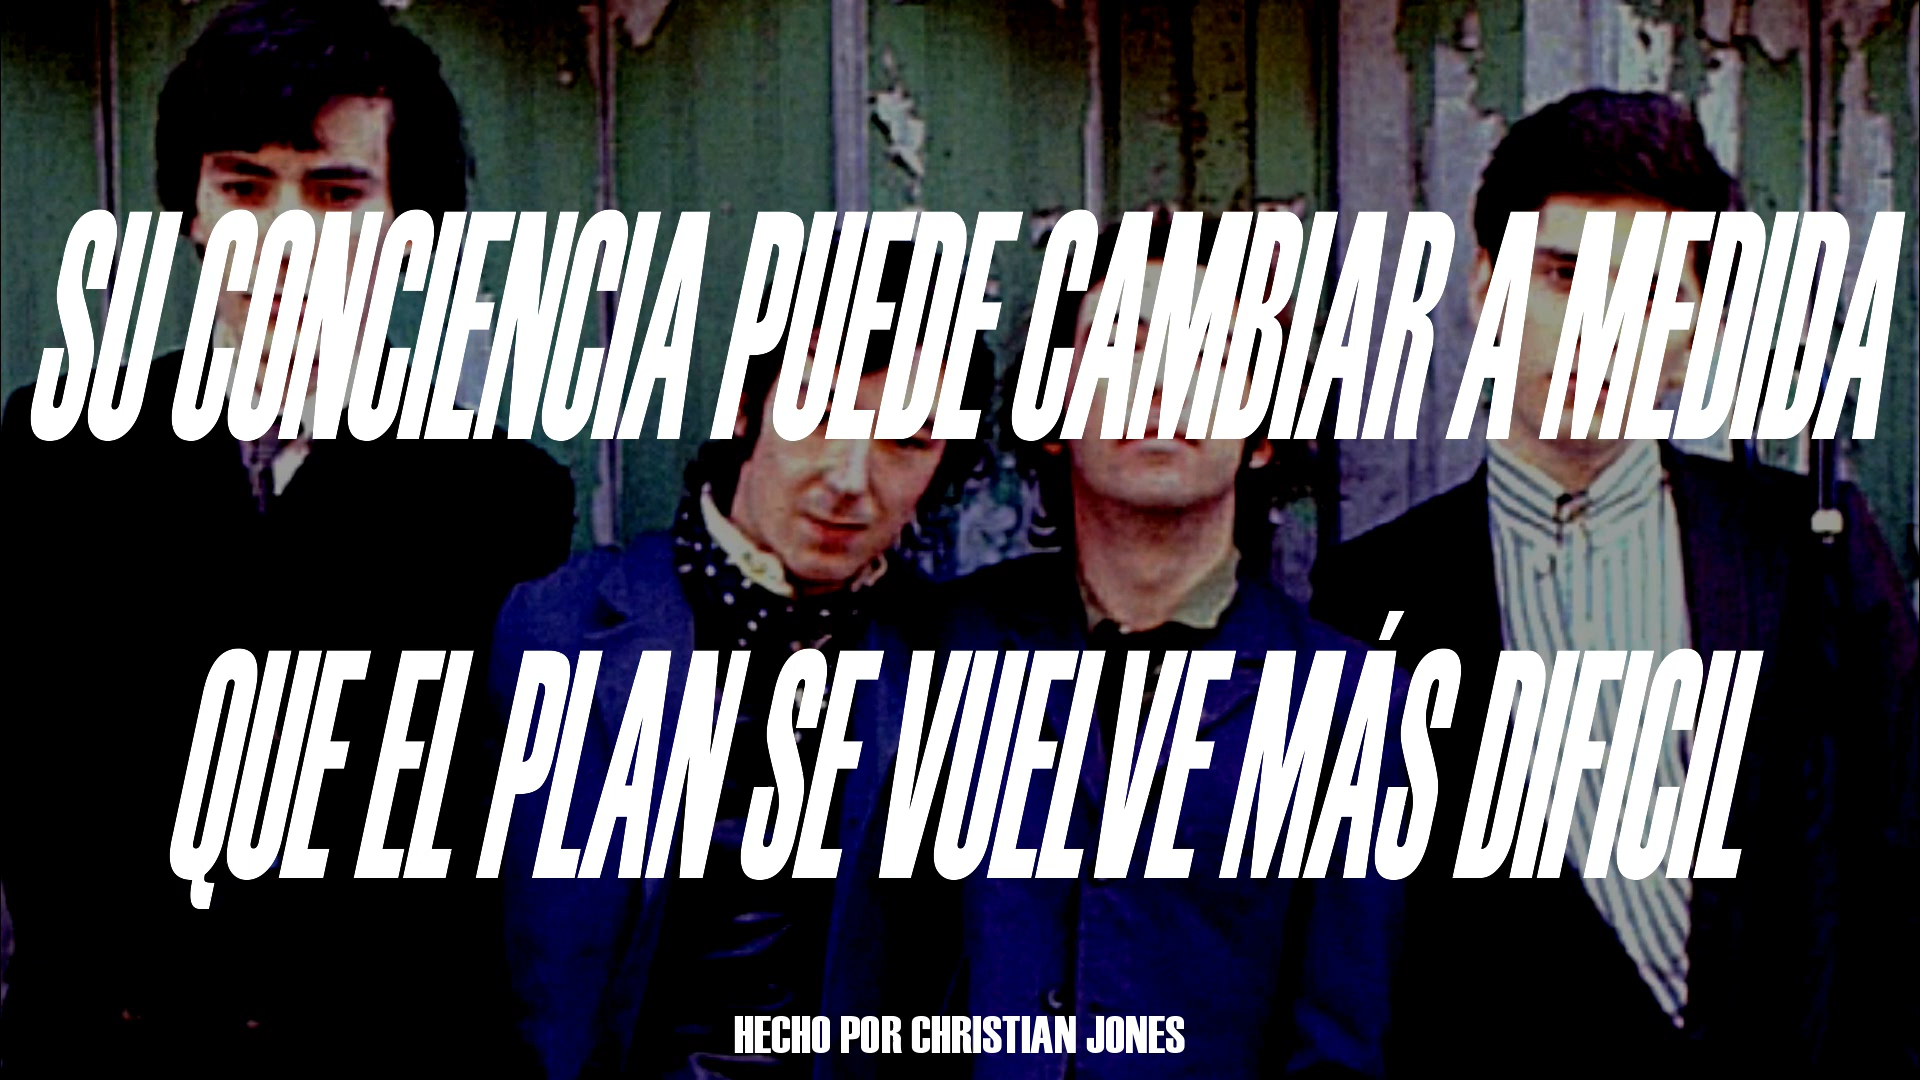 SU CONCIENCIA PUEDE CAMBIAR A MEDIDA
QUE EL PLAN SE VUELVE MÁS DIFICIL
HECHO POR CHRISTIAN JONES